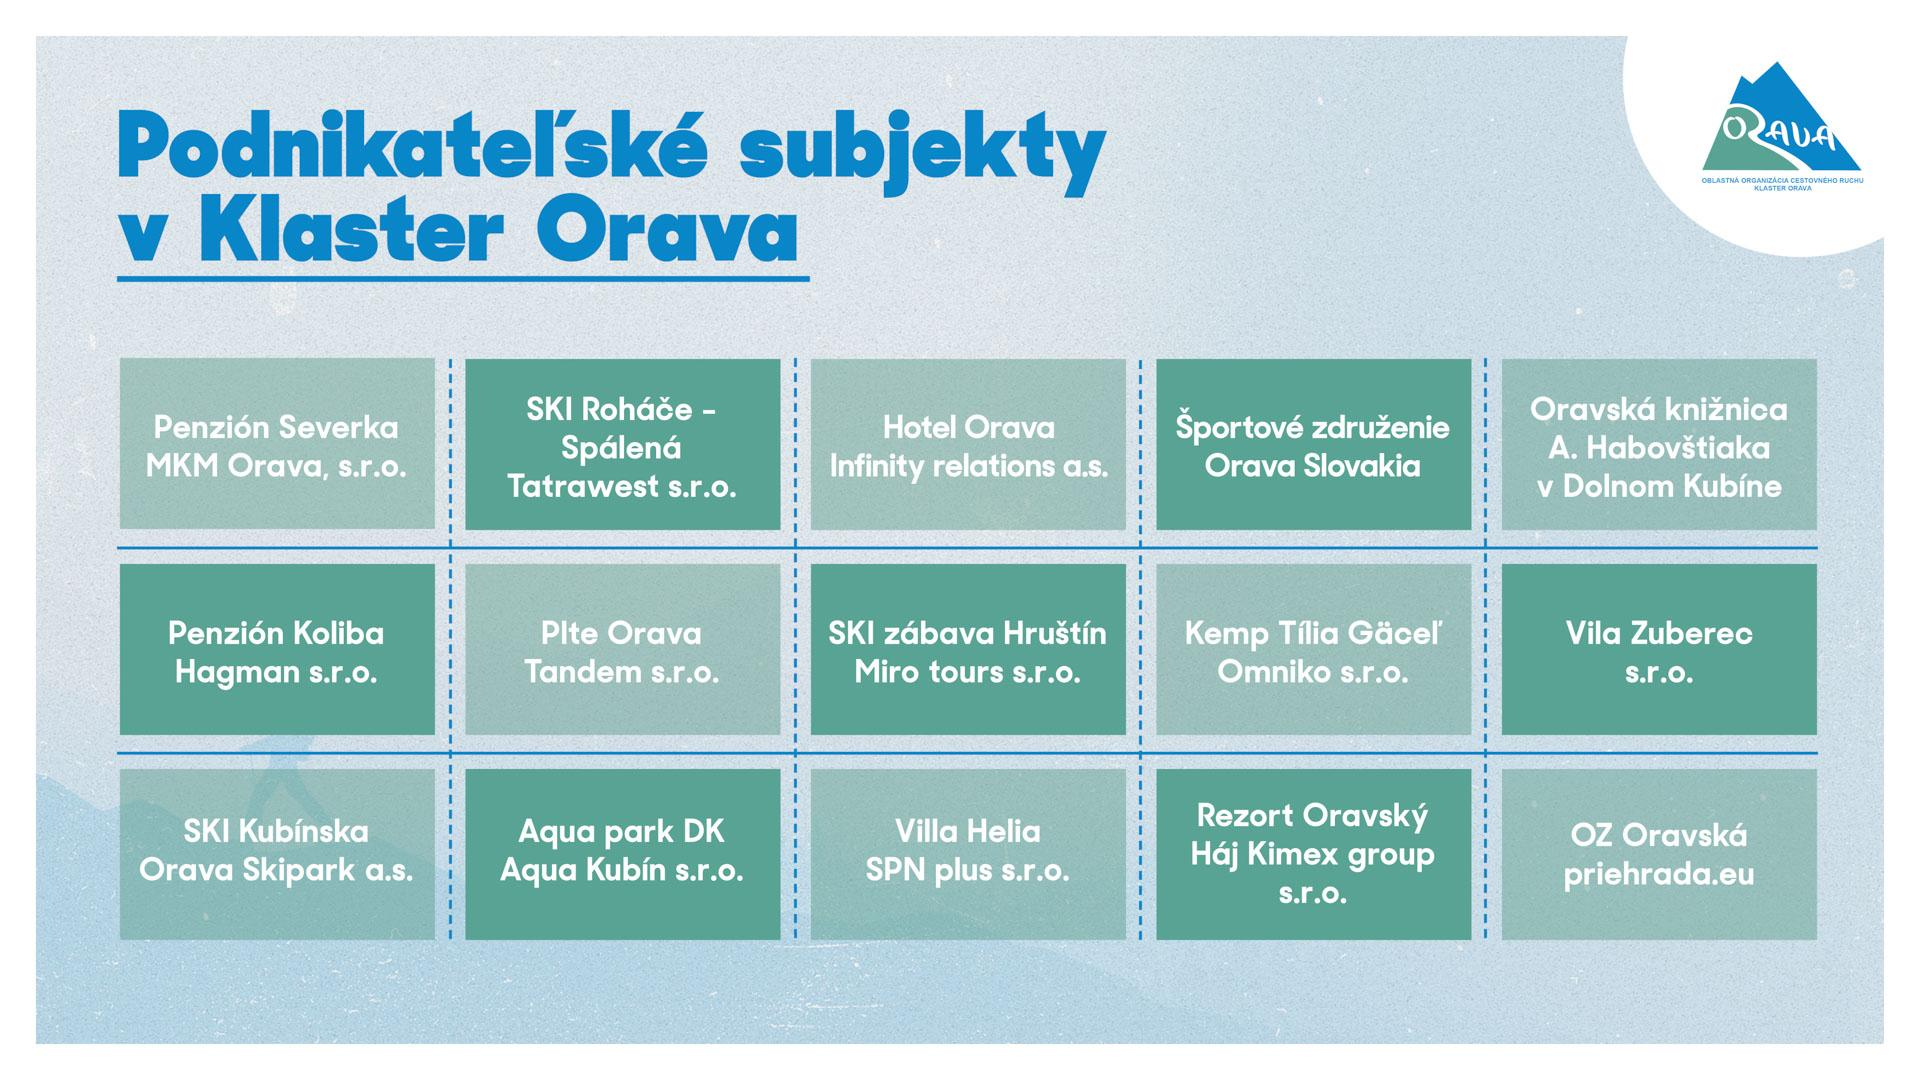 Podnikateľské subjekty
v Klaster Orava
ORAVA
OBLASTNÁ ORGANIZÁCIA CESTOVNÉHO RUCHU
KLASTER ORAVA
Penzión Severka
MKM Orava, s.r.o.
SKI Roháče -
Spálená
Tatrawest s.r.o.
Hotel Orava
Infinity relations a.s.
Športové združenie
Orava Slovakia
Oravská knižnica
A. Habovštiaka
v Dolnom Kubíne
Penzión Koliba
Hagman s.r.o.
Plte Orava
Tandem s.r.o.
SKI zábava Hruštín
Miro tours s.r.o.
Kemp Tília Gäceľ
Omniko s.r.o.
Vila Zuberec
s.r.o.
SKI Kubínska
Orava Skipark a.s.
Aqua park DK
Aqua Kubín s.r.o.
Villa Helia
SPN plus s.r.o.
Rezort Oravský
Háj Kimex group
s.r.o.
OZ Oravská
priehrada.eu